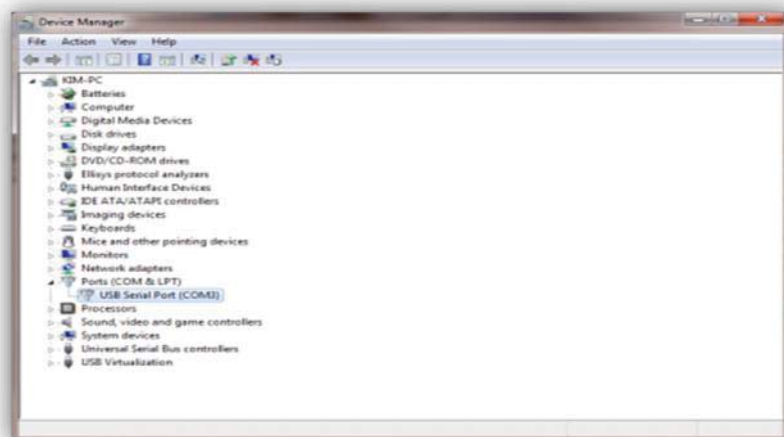 Device Manager
File Action View Help
KIM-PC
Batteries
Computer
Digital Media Devices
Disk drives
Display adapters
DVD/CD-ROM drives
Ellisys protocol analyzers
Human Interface Devices
IDE ATA/ATAPI controllers
Imaging devices
Keyboards
Mice and other pointing devices
Monitors
Network adapters
Ports (COM & LPT)
USB Serial Port (COM3)
Processors
Sound, video and game controllers
System devices
Universal Serial Bus controllers
USB Virtualization